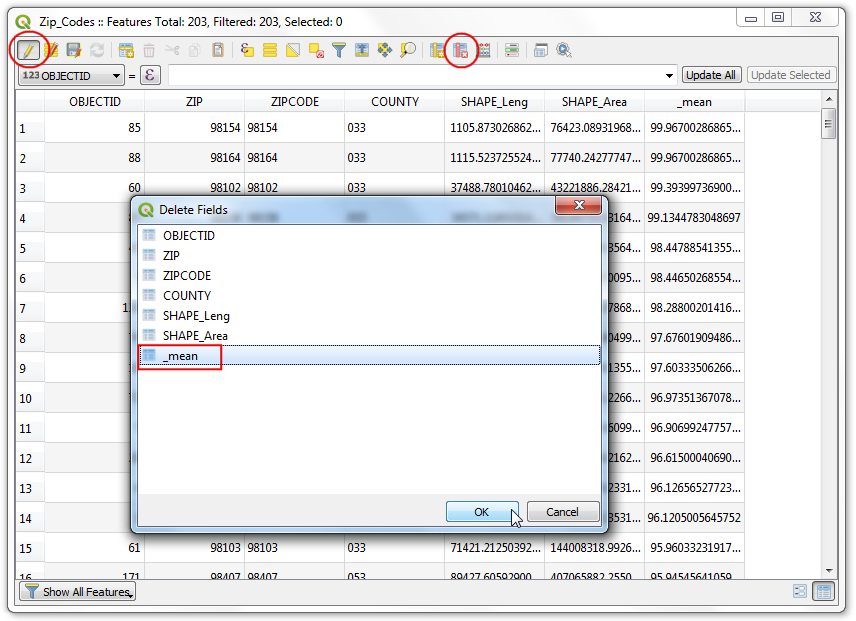 Zip_Codes :: Features Total: 203, Filtered: 203, Selected: 0
123 OBJECTID = ε Update All Update Selected
OBJECTID ZIP ZIPCODE COUNTY SHAPE_Leng SHAPE_Area _mean
1 85 98154 98154 033 1105.873026862... 76423.08931968... 99.96700286865...
2 88 98164 98164 033 1115.523725524... 77740.24277747... 99.96700286865...
3 60 98102 98102 033 37488.78010462... 43221886.28421... 99.39399736900...
4 3164... 99.1344783048697
5 3564... 98.44788541355...
6 0095... 98.44650268554...
7 1 7868... 98.28800201416...
8 0499... 97.67601909486...
9 1355... 97.60333506266...
10 2266... 96.97351367078...
11 6099... 96.90699247757...
12 2162... 96.61500040690...
13 2331... 96.12656527723...
14 3531... 96.1205005645752
15 61 98103 98103 033 71421.21250392... 144008318.9926... 95.96033231917...
16 171 98407 98407 053 89427.60592900... 407065882.2550... 95.94545641059...
Delete Fields
OBJECTID
ZIP
ZIPCODE
COUNTY
SHAPE_Leng
SHAPE_Area
_mean
OK Cancel
Show All Features